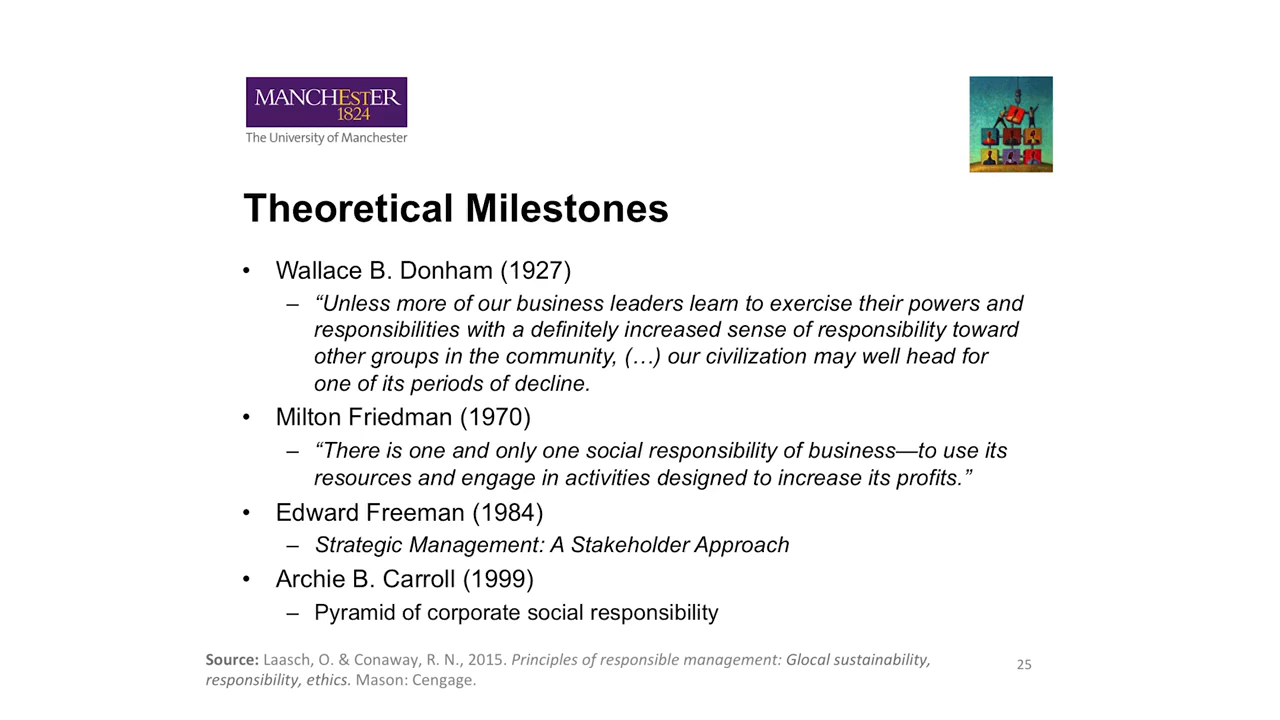 MANCHESTER
1824
The University of Manchester
Theoretical Milestones
• Wallace B. Donham (1927)
– “Unless more of our business leaders learn to exercise their powers and
responsibilities with a definitely increased sense of responsibility toward
other groups in the community, (…) our civilization may well head for
one of its periods of decline.
• Milton Friedman (1970)
– “There is one and only one social responsibility of business—to use its
resources and engage in activities designed to increase its profits.”
• Edward Freeman (1984)
– Strategic Management: A Stakeholder Approach
• Archie B. Carroll (1999)
– Pyramid of corporate social responsibility
Source: Laasch, O. & Conaway, R. N., 2015. Principles of responsible management: Glocal sustainability,
responsibility, ethics. Mason: Cengage.
25